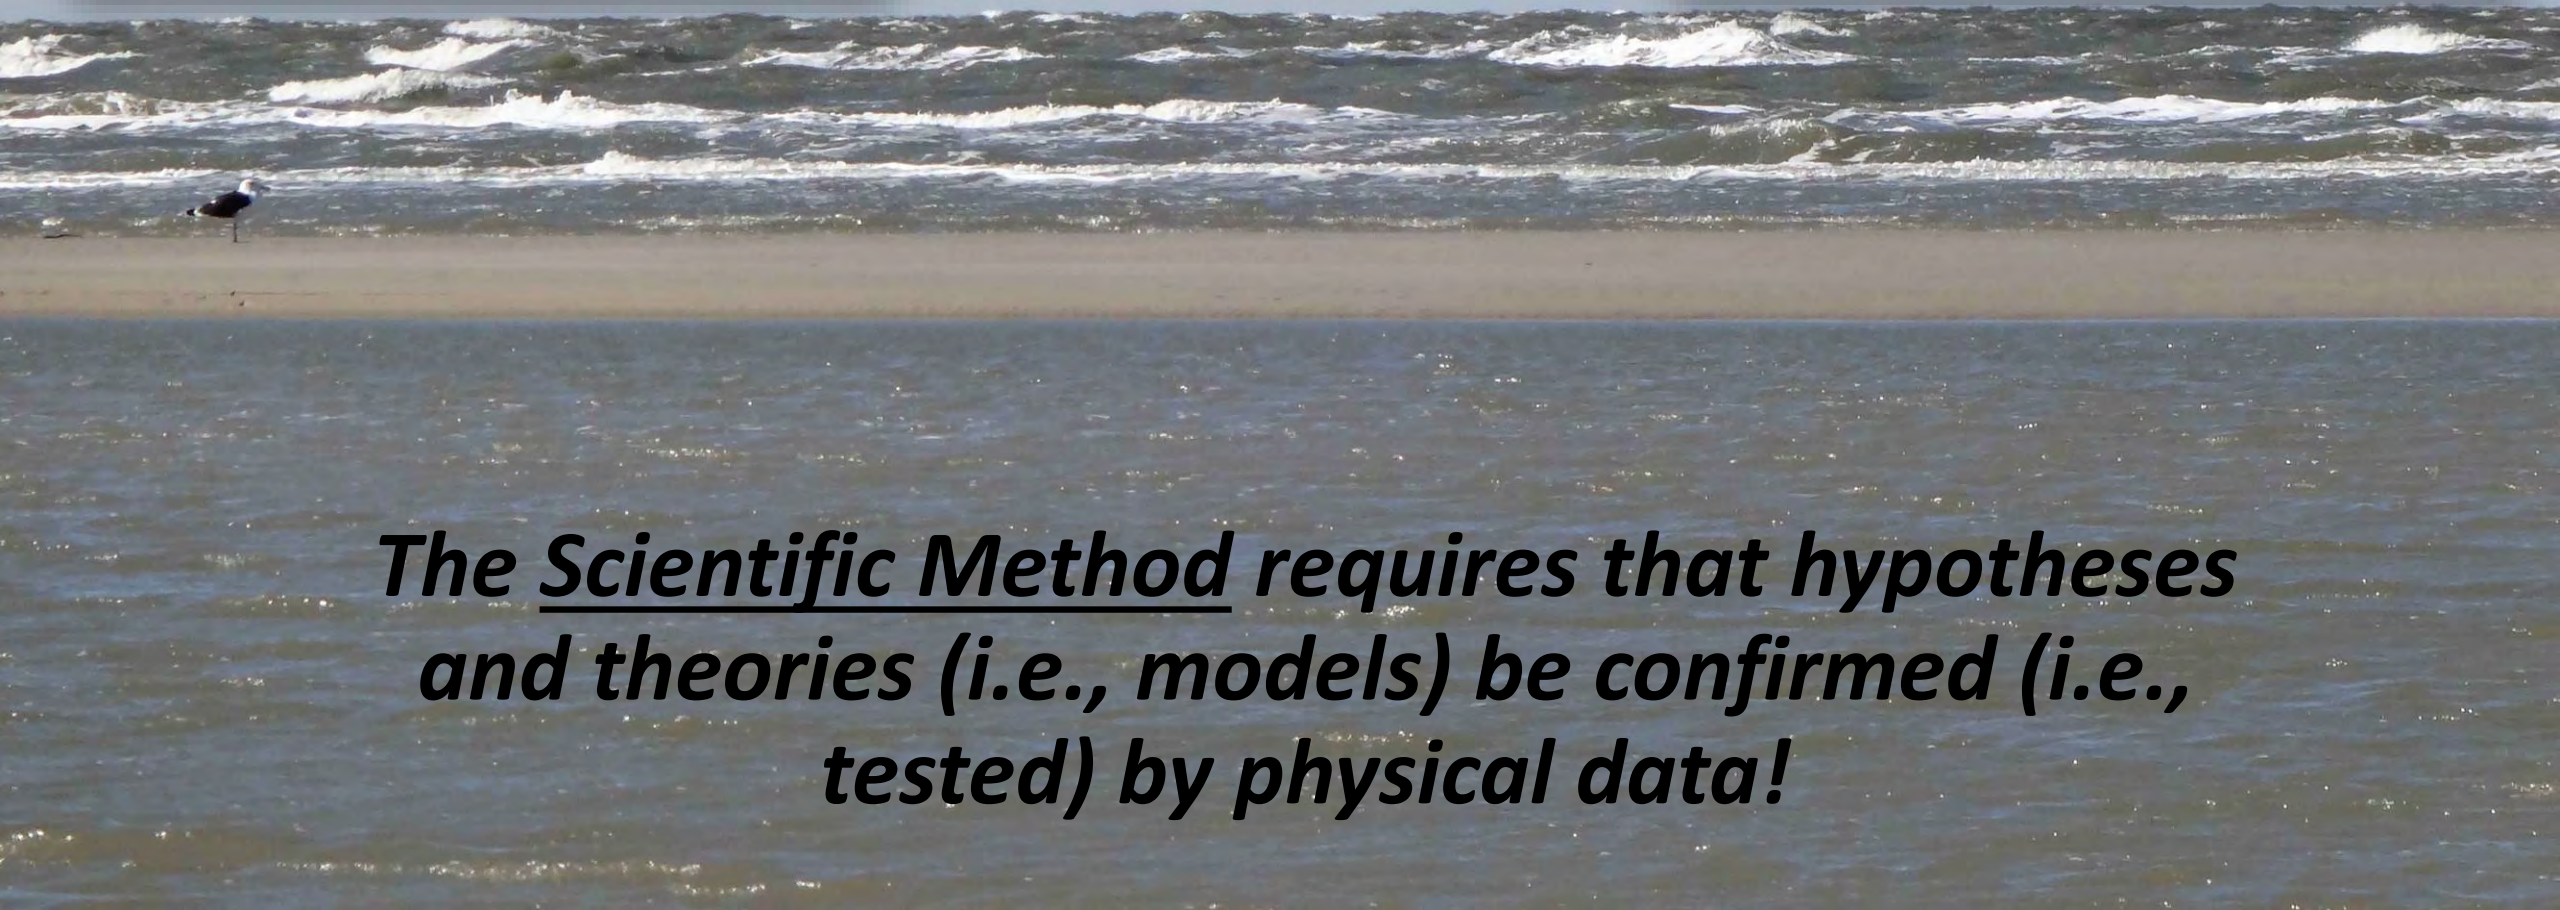 The Scientific Method requires that hypotheses
and theories (i.e., models) be confirmed (i.e.,
tested) by physical data!